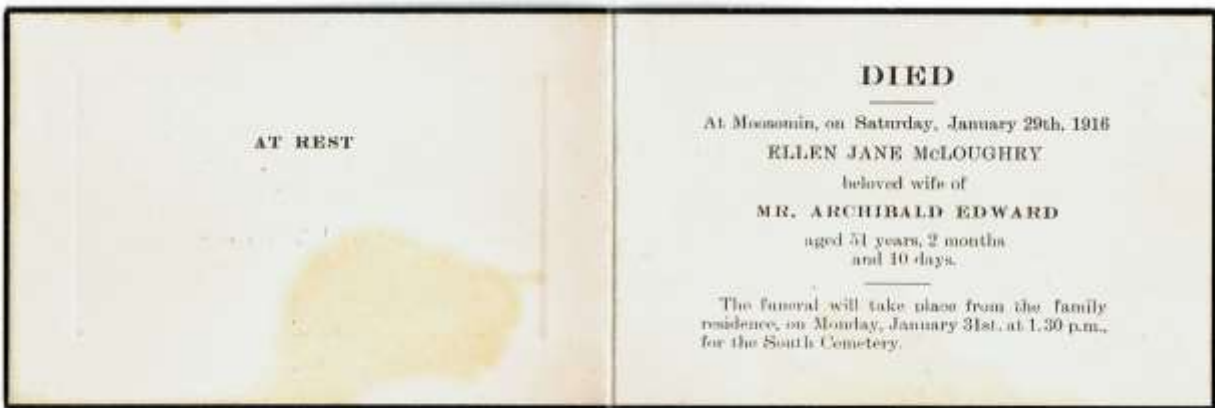 AT REST
DIED
At Moosomin, on Saturday, January 29th, 1916
ELLEN JANE McLOUGHRY
beloved wife of
MR. ARCHIBALD EDWARD
aged 51 years, 2 months
and 10 days.
The funeral will take place from the family
residence, on Monday, January 31st, at 1.30 p.m.,
for the South Cemetery.